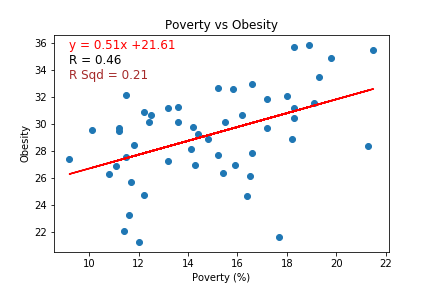 Poverty vs Obesity
y = 0.51x +21.61
R = 0.46
R Sqd = 0.21
36
34
32
30
28
26
24
22
Obesity
10 12 14 16 18 20 22
Poverty (%)